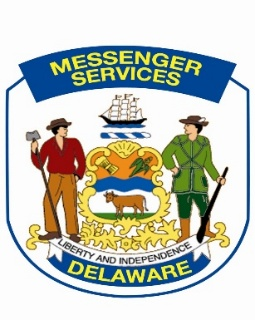 MESSENGER
SERVICES
LIBERTY AND INDEPENDENCE
DELAWARE